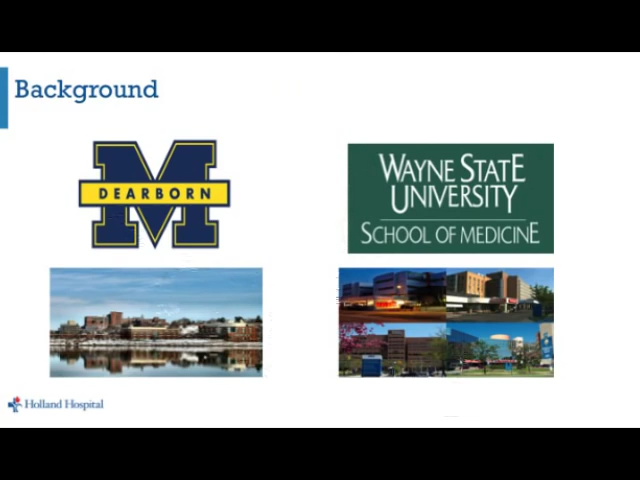 Background
DEARBORN
M
WAYNE STATE
UNIVERSITY
SCHOOL OF MEDICINE
Holland Hospital